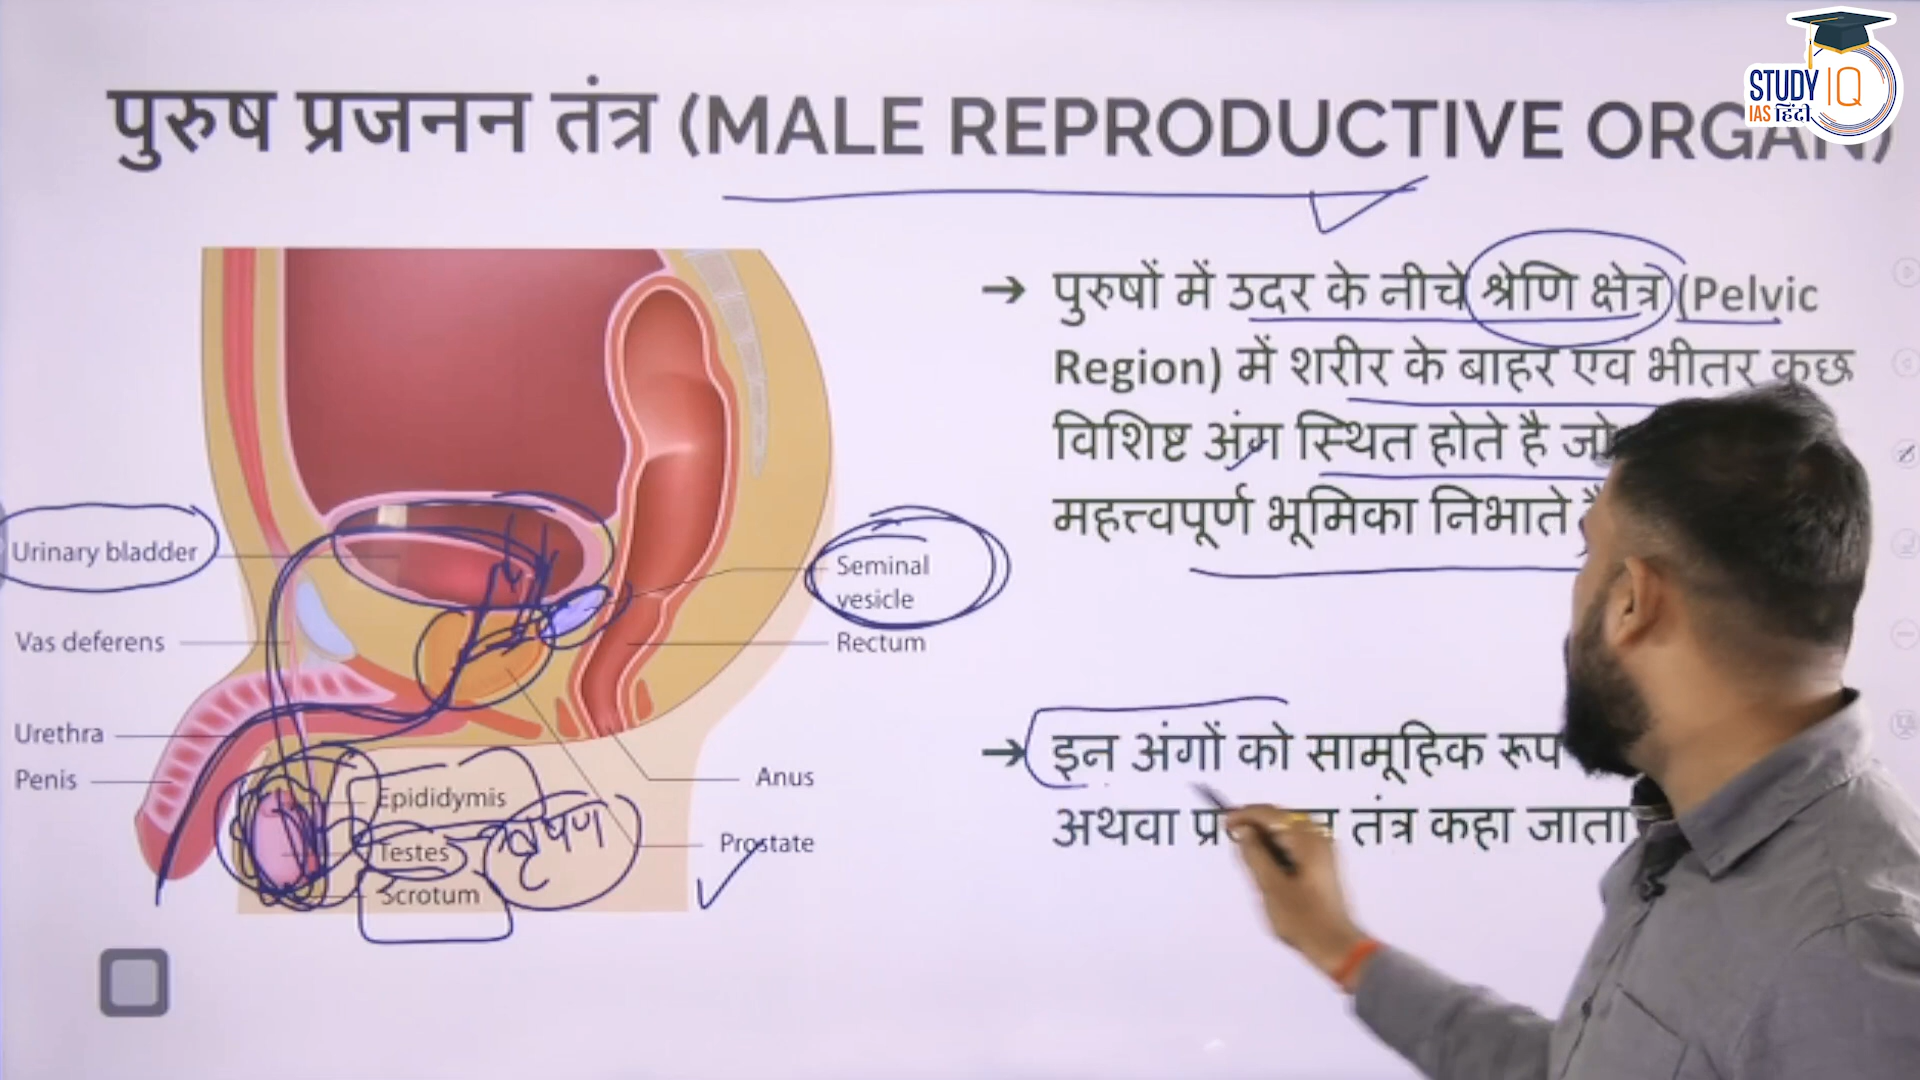 STUDY IQ
IAS हिंदी
पुरुष प्रजनन तंत्र (MALE REPRODUCTIVE ORGAN)
Urinary bladder
Vas deferens
Urethra
Penis
Epididymis
Testes
Scrotum
वृषण
Seminal
vesicle
Rectum
Anus
Prostate
➔ पुरुषों में उदर के नीचे श्रेणि क्षेत्र (Pelvic
Region) में शरीर के बाहर एवं भीतर कुछ
विशिष्ट अंग स्थित होते है जो
महत्त्वपूर्ण भूमिका निभाते
➔ इन अंगों को सामूहिक रूप
अथवा तंत्र कहा जाता